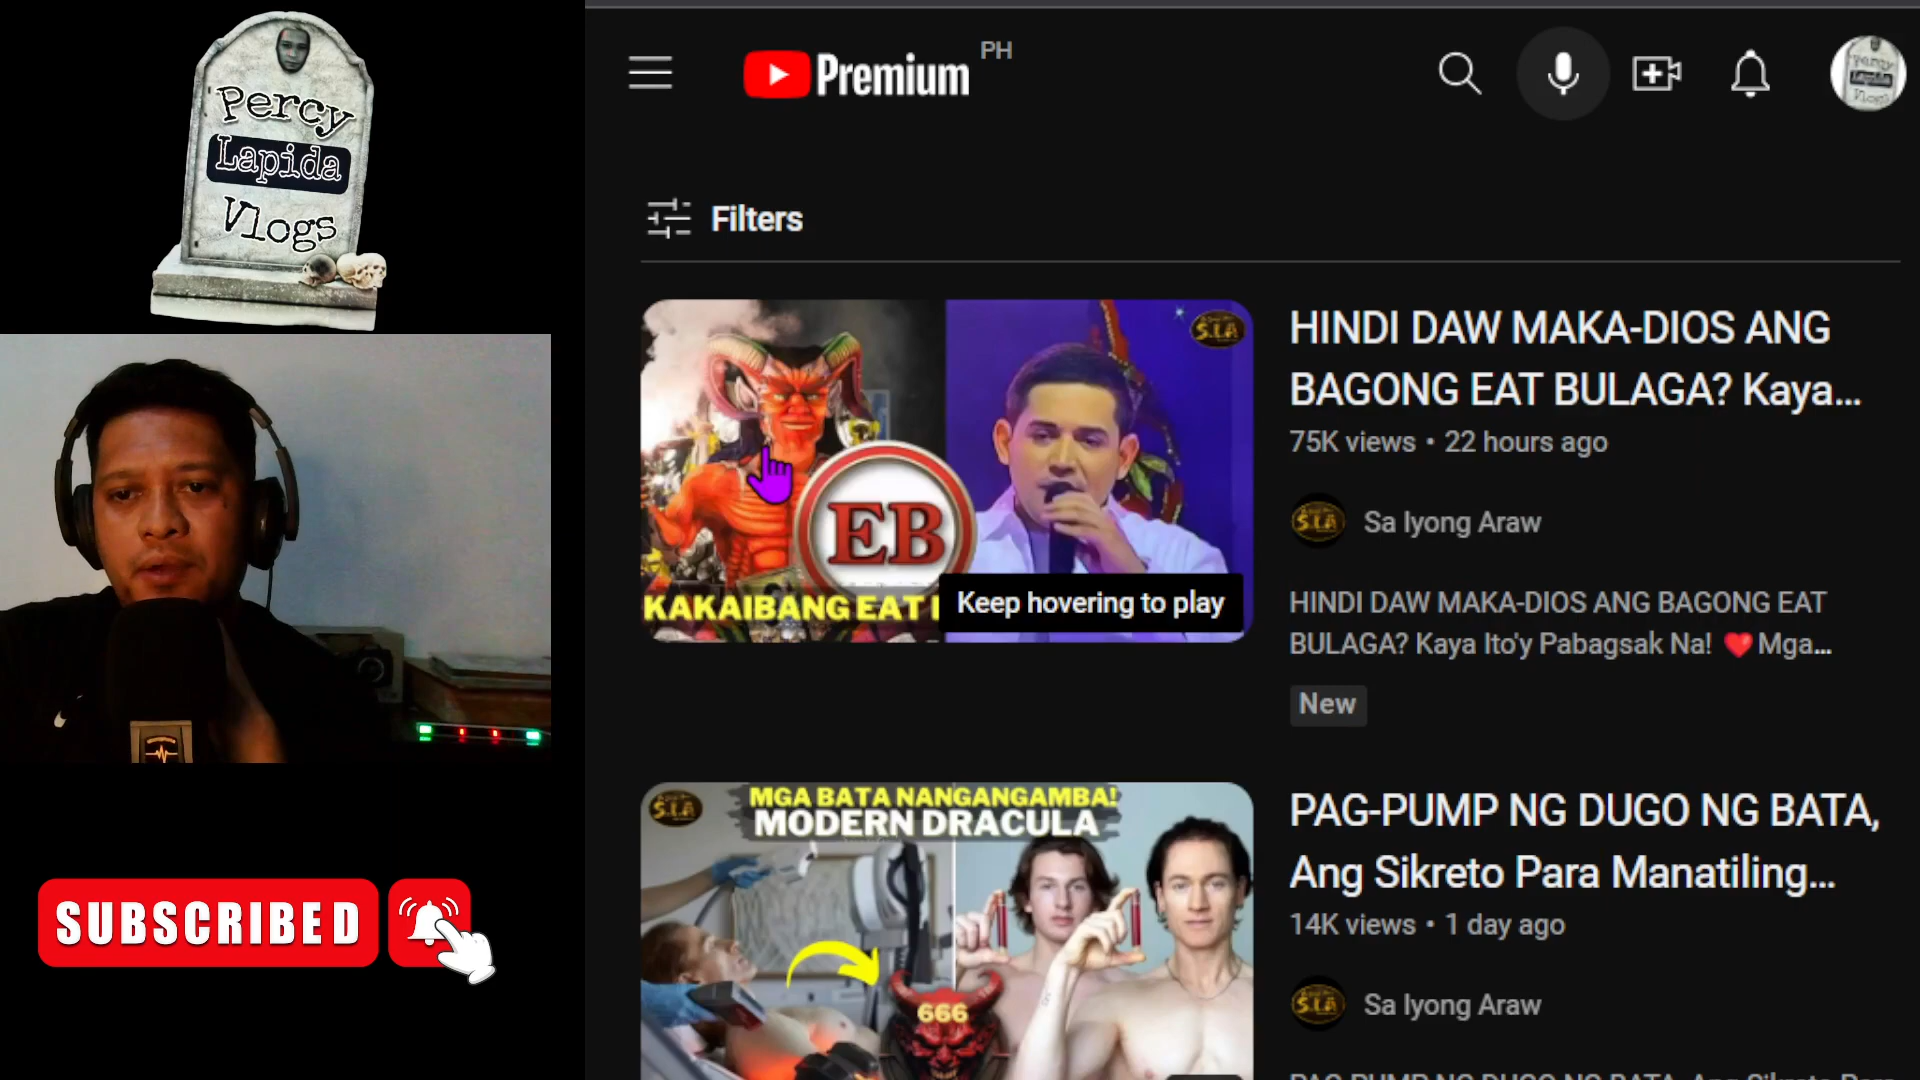 Percy
Lapida
Vlogs
SUBSCRIBED
Premium PH
Percy
Lapida
Vlogs
Filters
S.I.A
EB
KAKAIBANG EAT
Keep hovering to play
HINDI DAW MAKA-DIOS ANG
BAGONG EAT BULAGA? Kaya...
75K views • 22 hours ago
S.I.A
Sa Iyong Araw
HINDI DAW MAKA-DIOS ANG BAGONG EAT
BULAGA? Kaya Ito'y Pabagsak Na! ❤️Mga...
New
S.I.A
MGA BATA NANGANGAMBA!
MODERN DRACULA
666
PAG-PUMP NG DUGO NG BATA,
Ang Sikreto Para Manatiling...
14K views • 1 day ago
S.I.A
Sa Iyong Araw